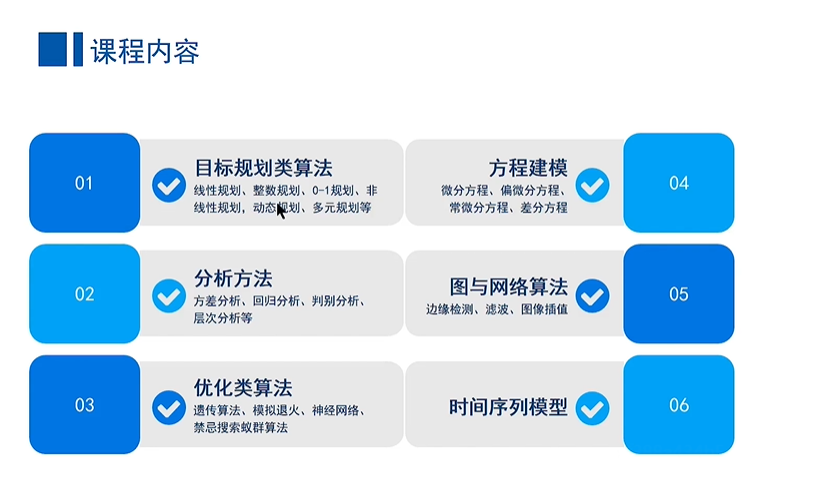 课程内容
01
目标规划类算法
线性规划、整数规划、0-1规划、非
线性规划，动态规划、多元规划等
02
分析方法
方差分析、回归分析、判别分析、
层次分析等
03
优化类算法
遗传算法、模拟退火、神经网络、
禁忌搜索蚁群算法
方程建模
微分方程、偏微分方程、
常微分方程、差分方程
04
图与网络算法
边缘检测、滤波、图像插值
05
时间序列模型
06